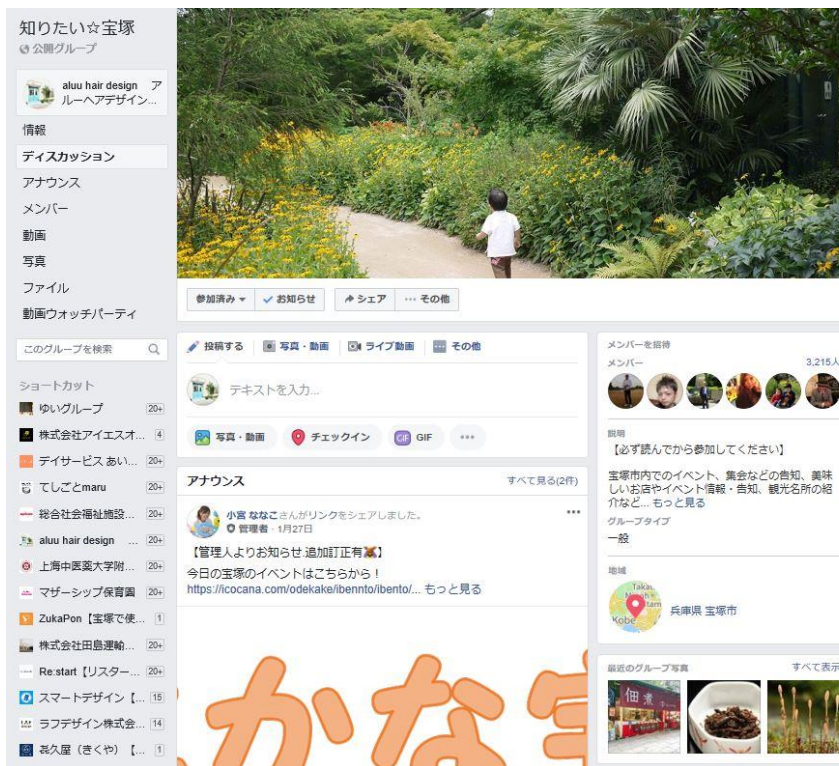 知りたい☆宝塚
公開グループ
aluu hair design ア
ルーヘアデザイン...
情報
ディスカッション
アナウンス
メンバー
動画
写真
ファイル
動画ウォッチパーティ
このグループを検索
ショートカット
ゆいグループ 20+
株式会社アイエスオ... 4
デイサービス あい... 20+
てしごとmaru 20+
総合社会福祉施設... 20+
aluu hair design ... 20+
上海中医薬大学附... 20+
マザーシップ保育園 20+
ZukaPon【宝塚で使... 1
株式会社田島運輸... 20+
Re:start【リスター... 20+
スマートデザイン【... 15
ラフデザイン株式会... 14
㐂久屋（きくや）【... 1
参加済み
お知らせ
シェア
その他
投稿する
写真・動画
ライブ動画
その他
テキストを入力...
写真・動画
チェックイン
GIF GIF
アナウンス
すべて見る(2件)
小宮 ななこさんがリンクをシェアしました。
管理者 · 1月27日
【管理人よりお知らせ.追加訂正有】
今日の宝塚のイベントはこちらから！
https://icocana.com/odekake/ibennto/ibento/... もっと見る
かな宝
メンバーを招待
メンバー 3,215人
説明
【必ず読んでから参加してください】
宝塚市内でのイベント、集会などの告知、美味
しいお店やイベント情報・告知、観光名所の紹
介など... もっと見る
グループタイプ
一般
地域
Kobe
兵庫県 宝塚市
最近のグループ写真
すべて表示
佃煮